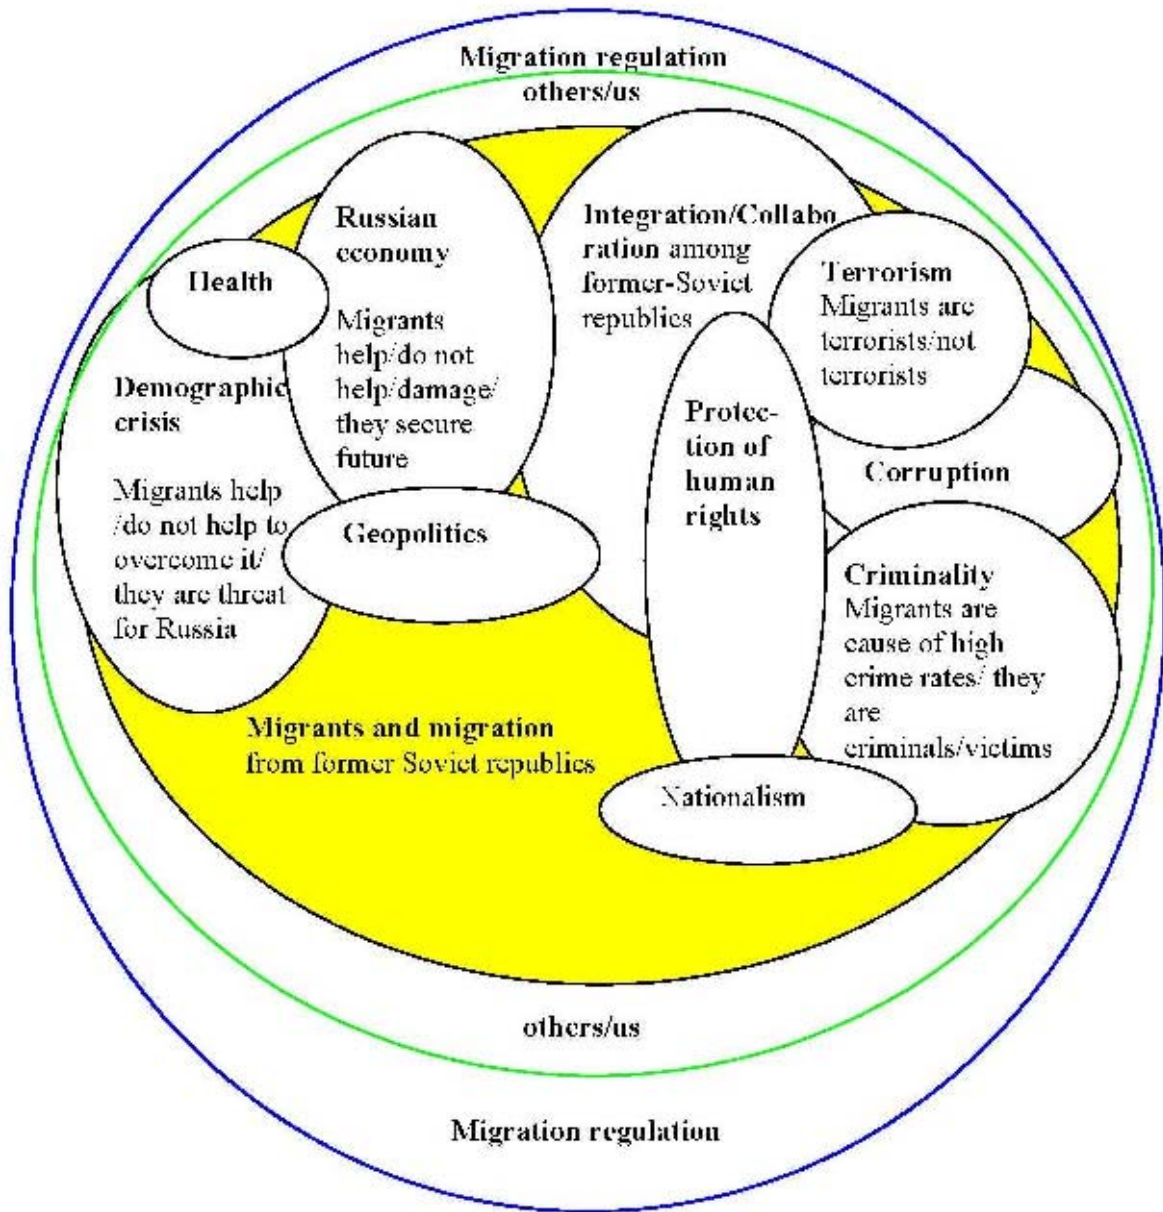 Migration regulation
others/us
Russian
economy
Migrants
help/do not
help/damage/
they secure
future
Integration/Collabo
ration among
former-Soviet
republics
Terrorism
Migrants are
terrorists/not
terrorists
Health
Demographic
crisis
Migrants help
/do not help to
overcome it/
they are threat
for Russia
Geopolitics
Protec-
tion of
human
rights
Corruption
Criminality
Migrants are
cause of high
crime rates/ they
are
criminals/victims
Migrants and migration
from former Soviet republics
Nationalism
others/us
Migration regulation